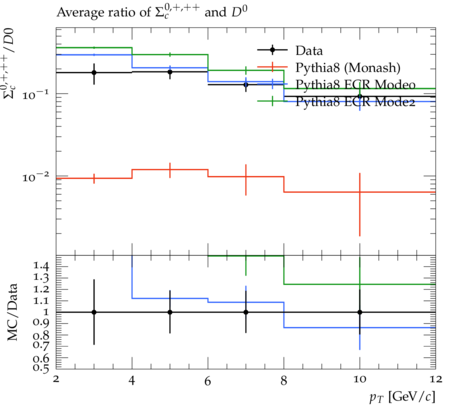 Average ratio of Σc0,+,++ and D0
Σc0,+,++/D0
Data
Pythia8 (Monash)
Pythia8 ECR Mode0
Pythia8 ECR Mode2
10−1
10−2
MC/Data
1.4
1.3
1.2
1.1
1
0.9
0.8
0.7
0.6
0.5
2 4 6 8 10 12
pT [GeV/c]